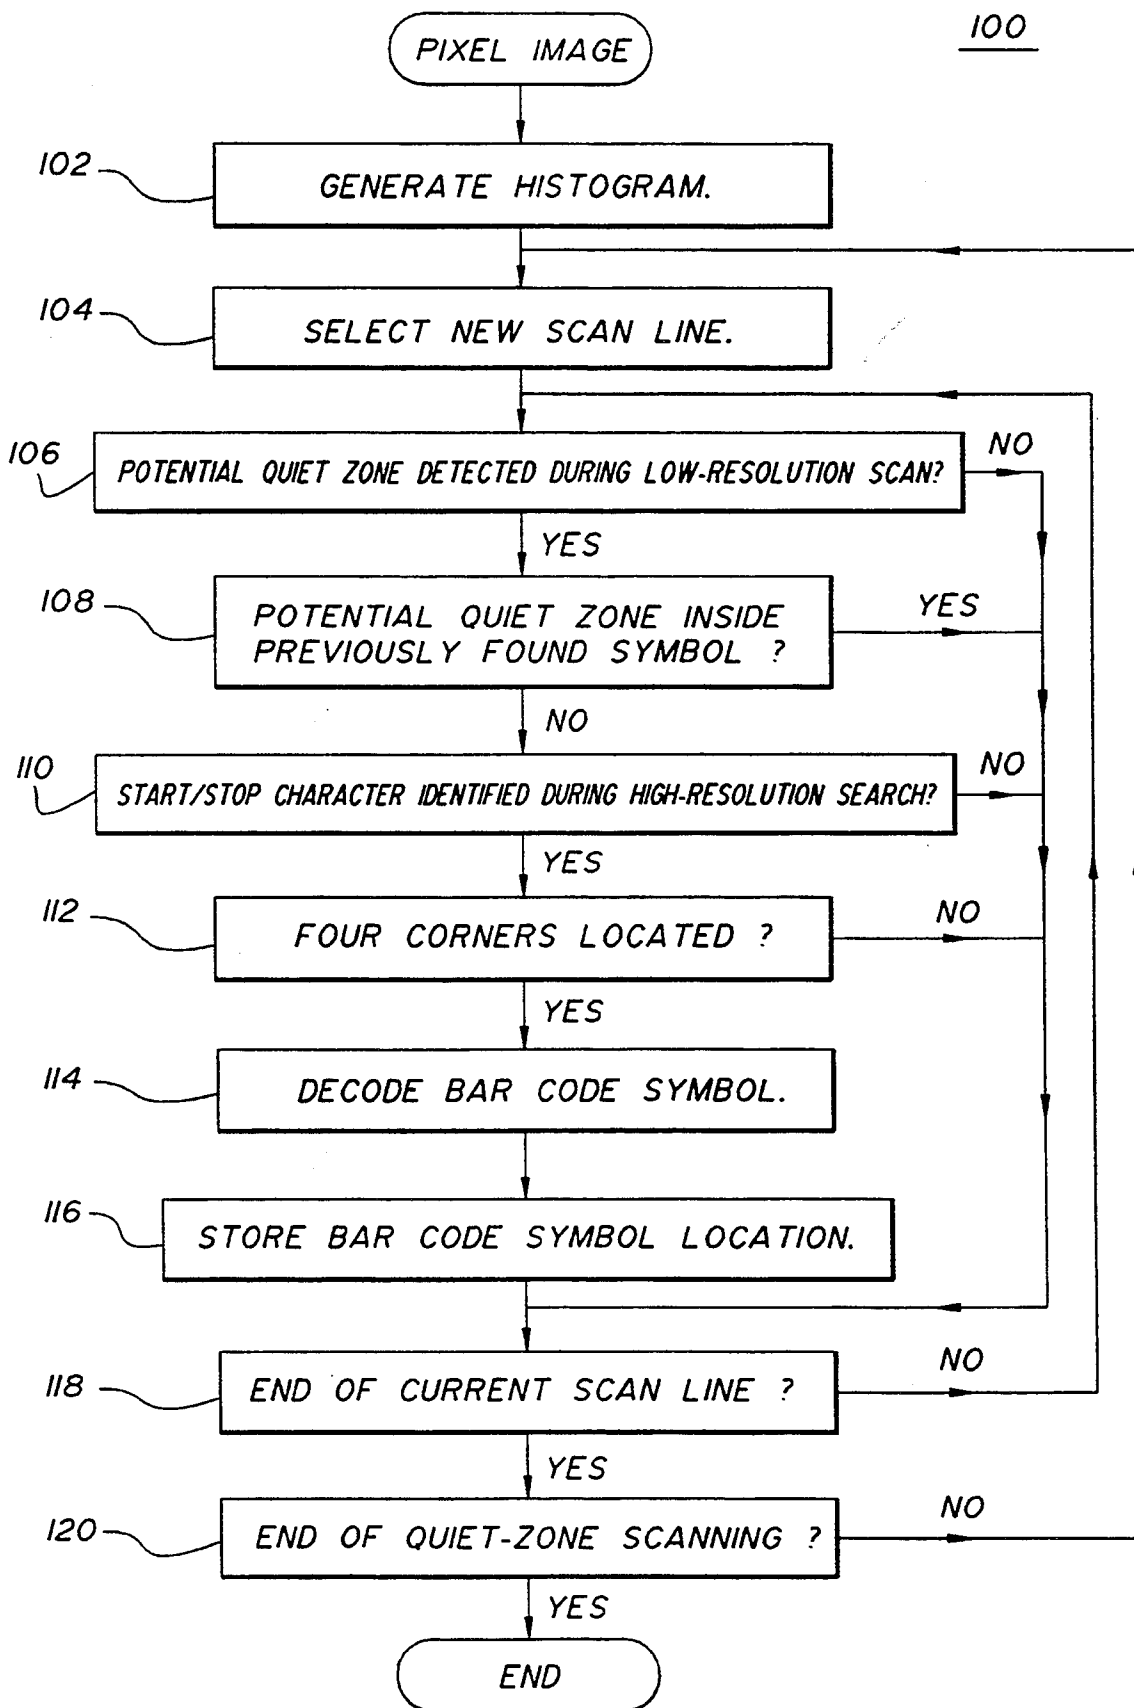 100
PIXEL IMAGE
102
GENERATE HISTOGRAM.
104
SELECT NEW SCAN LINE.
106
POTENTIAL QUIET ZONE DETECTED DURING LOW-RESOLUTION SCAN?
NO
YES
108
POTENTIAL QUIET ZONE INSIDE
PREVIOUSLY FOUND SYMBOL ?
YES
NO
110
START/STOP CHARACTER IDENTIFIED DURING HIGH-RESOLUTION SEARCH?
NO
YES
112
FOUR CORNERS LOCATED ?
NO
YES
114
DECODE BAR CODE SYMBOL.
116
STORE BAR CODE SYMBOL LOCATION.
118
END OF CURRENT SCAN LINE ?
NO
YES
120
END OF QUIET-ZONE SCANNING ?
NO
YES
END